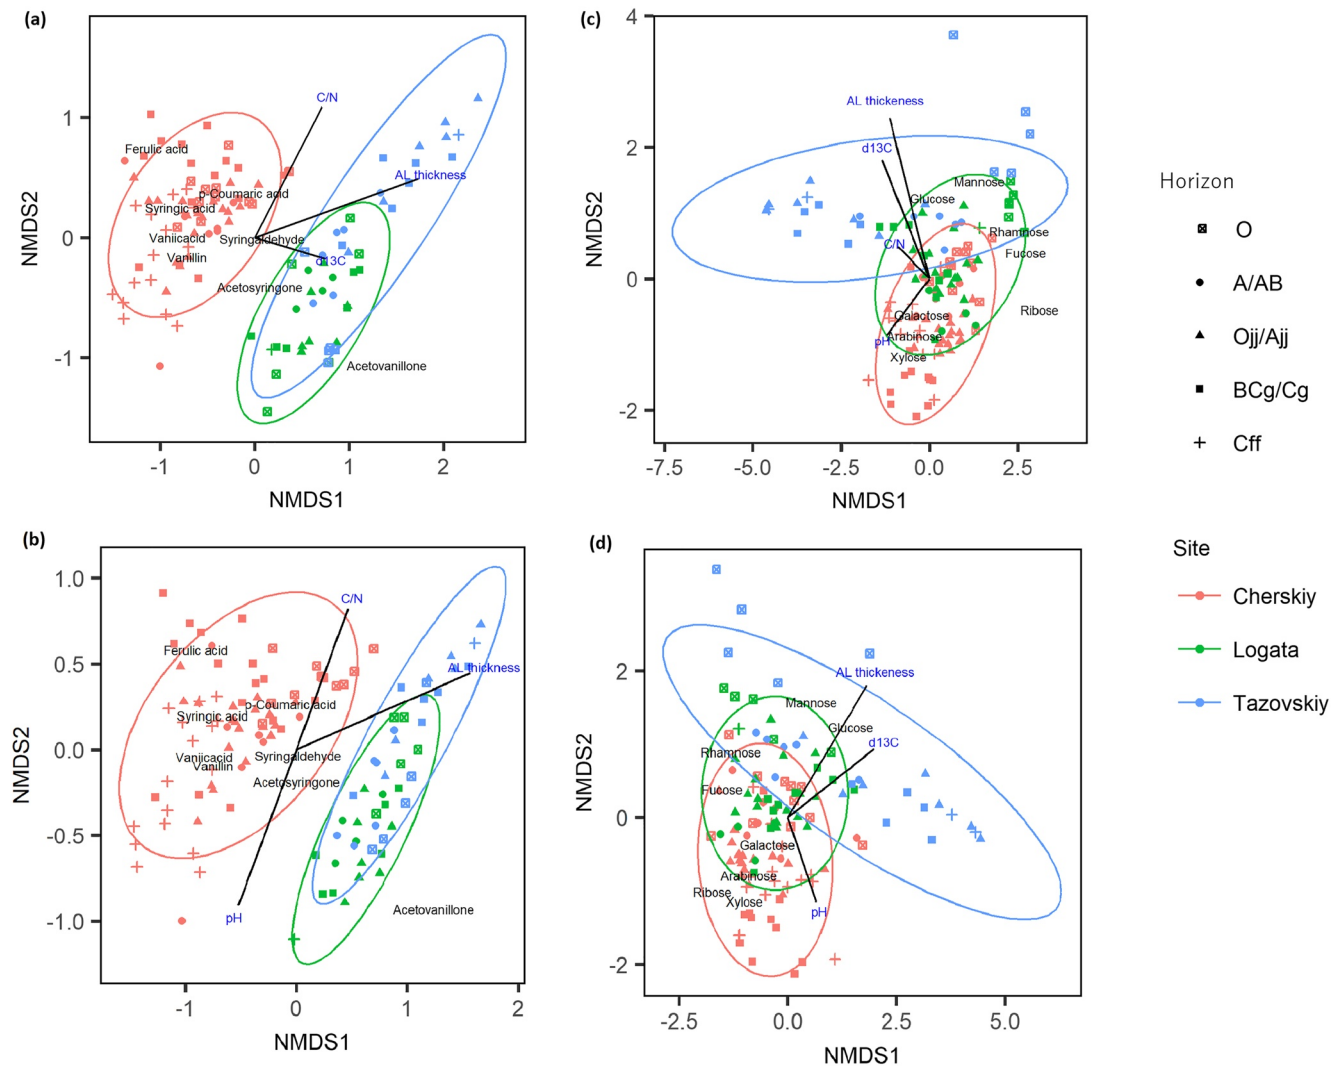 (a)
1
0
-1
NMDS2
C/N
Ferulic acid
AL thickness
p-Coumaric acid
Syringic acid
Vaniicacid
Syringaldehyde
Vanillin
d13C
Acetosyringone
Acetovanillone
-1
0
1
2
NMDS1
(c)
4
2
0
-2
NMDS2
AL thickeness
d13C
Mannose
Glucose
Rhamnose
C/N
Fucose
Ribose
Galactose
Arabinose
pH
Xylose
-7.5
-5.0
-2.5
0.0
2.5
NMDS1
Horizon
O
A/AB
Ojj/Ajj
BCg/Cg
Cff
(b)
1.0
0.5
0.0
-0.5
-1.0
NMDS2
C/N
Ferulic acid
AL thickness
p-Coumaric acid
Syringic acid
Vaniicacid
Syringaldehyde
Vanillin
Acetosyringone
Acetovanillone
pH
-1
0
1
2
NMDS1
(d)
2
0
-2
NMDS2
AL thickeness
Mannose
Glucose
d13C
Rhamnose
Fucose
Galactose
Arabinose
Ribose
Xylose
pH
-2.5
0.0
2.5
5.0
NMDS1
Site
Cherskiy
Logata
Tazovskiy